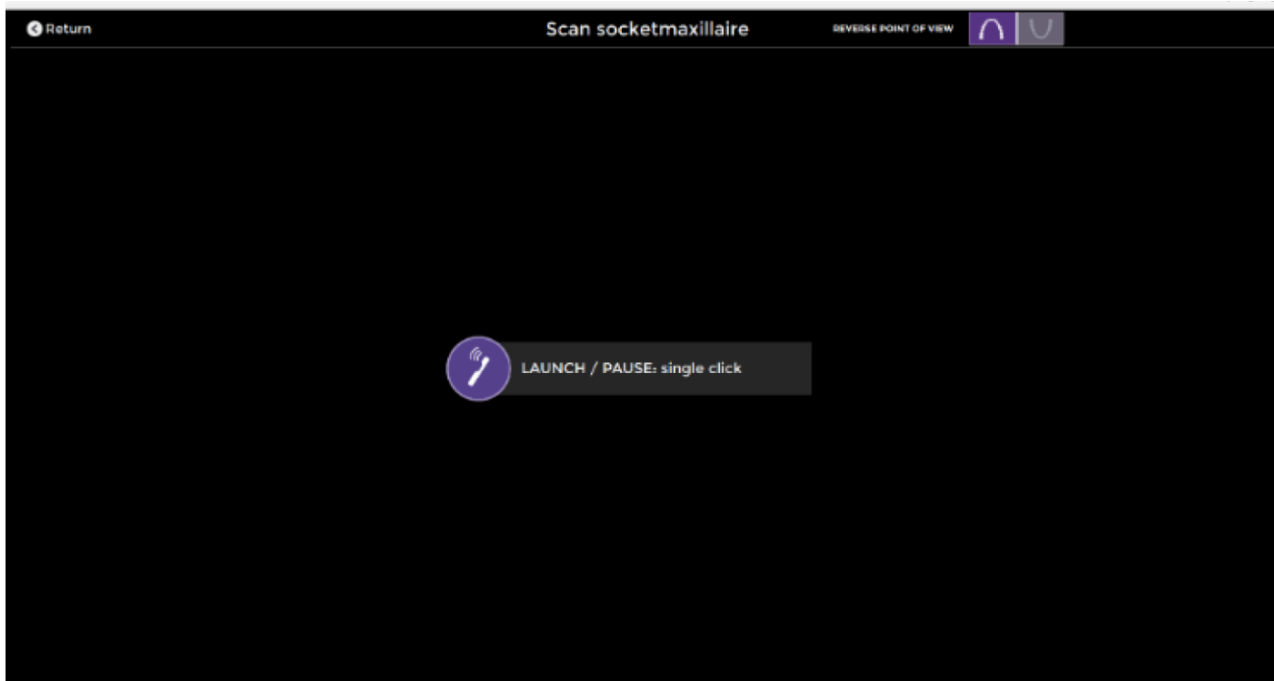 Return
Scan socketmaxillaire
REVERSE POINT OF VIEW
LAUNCH / PAUSE: single click